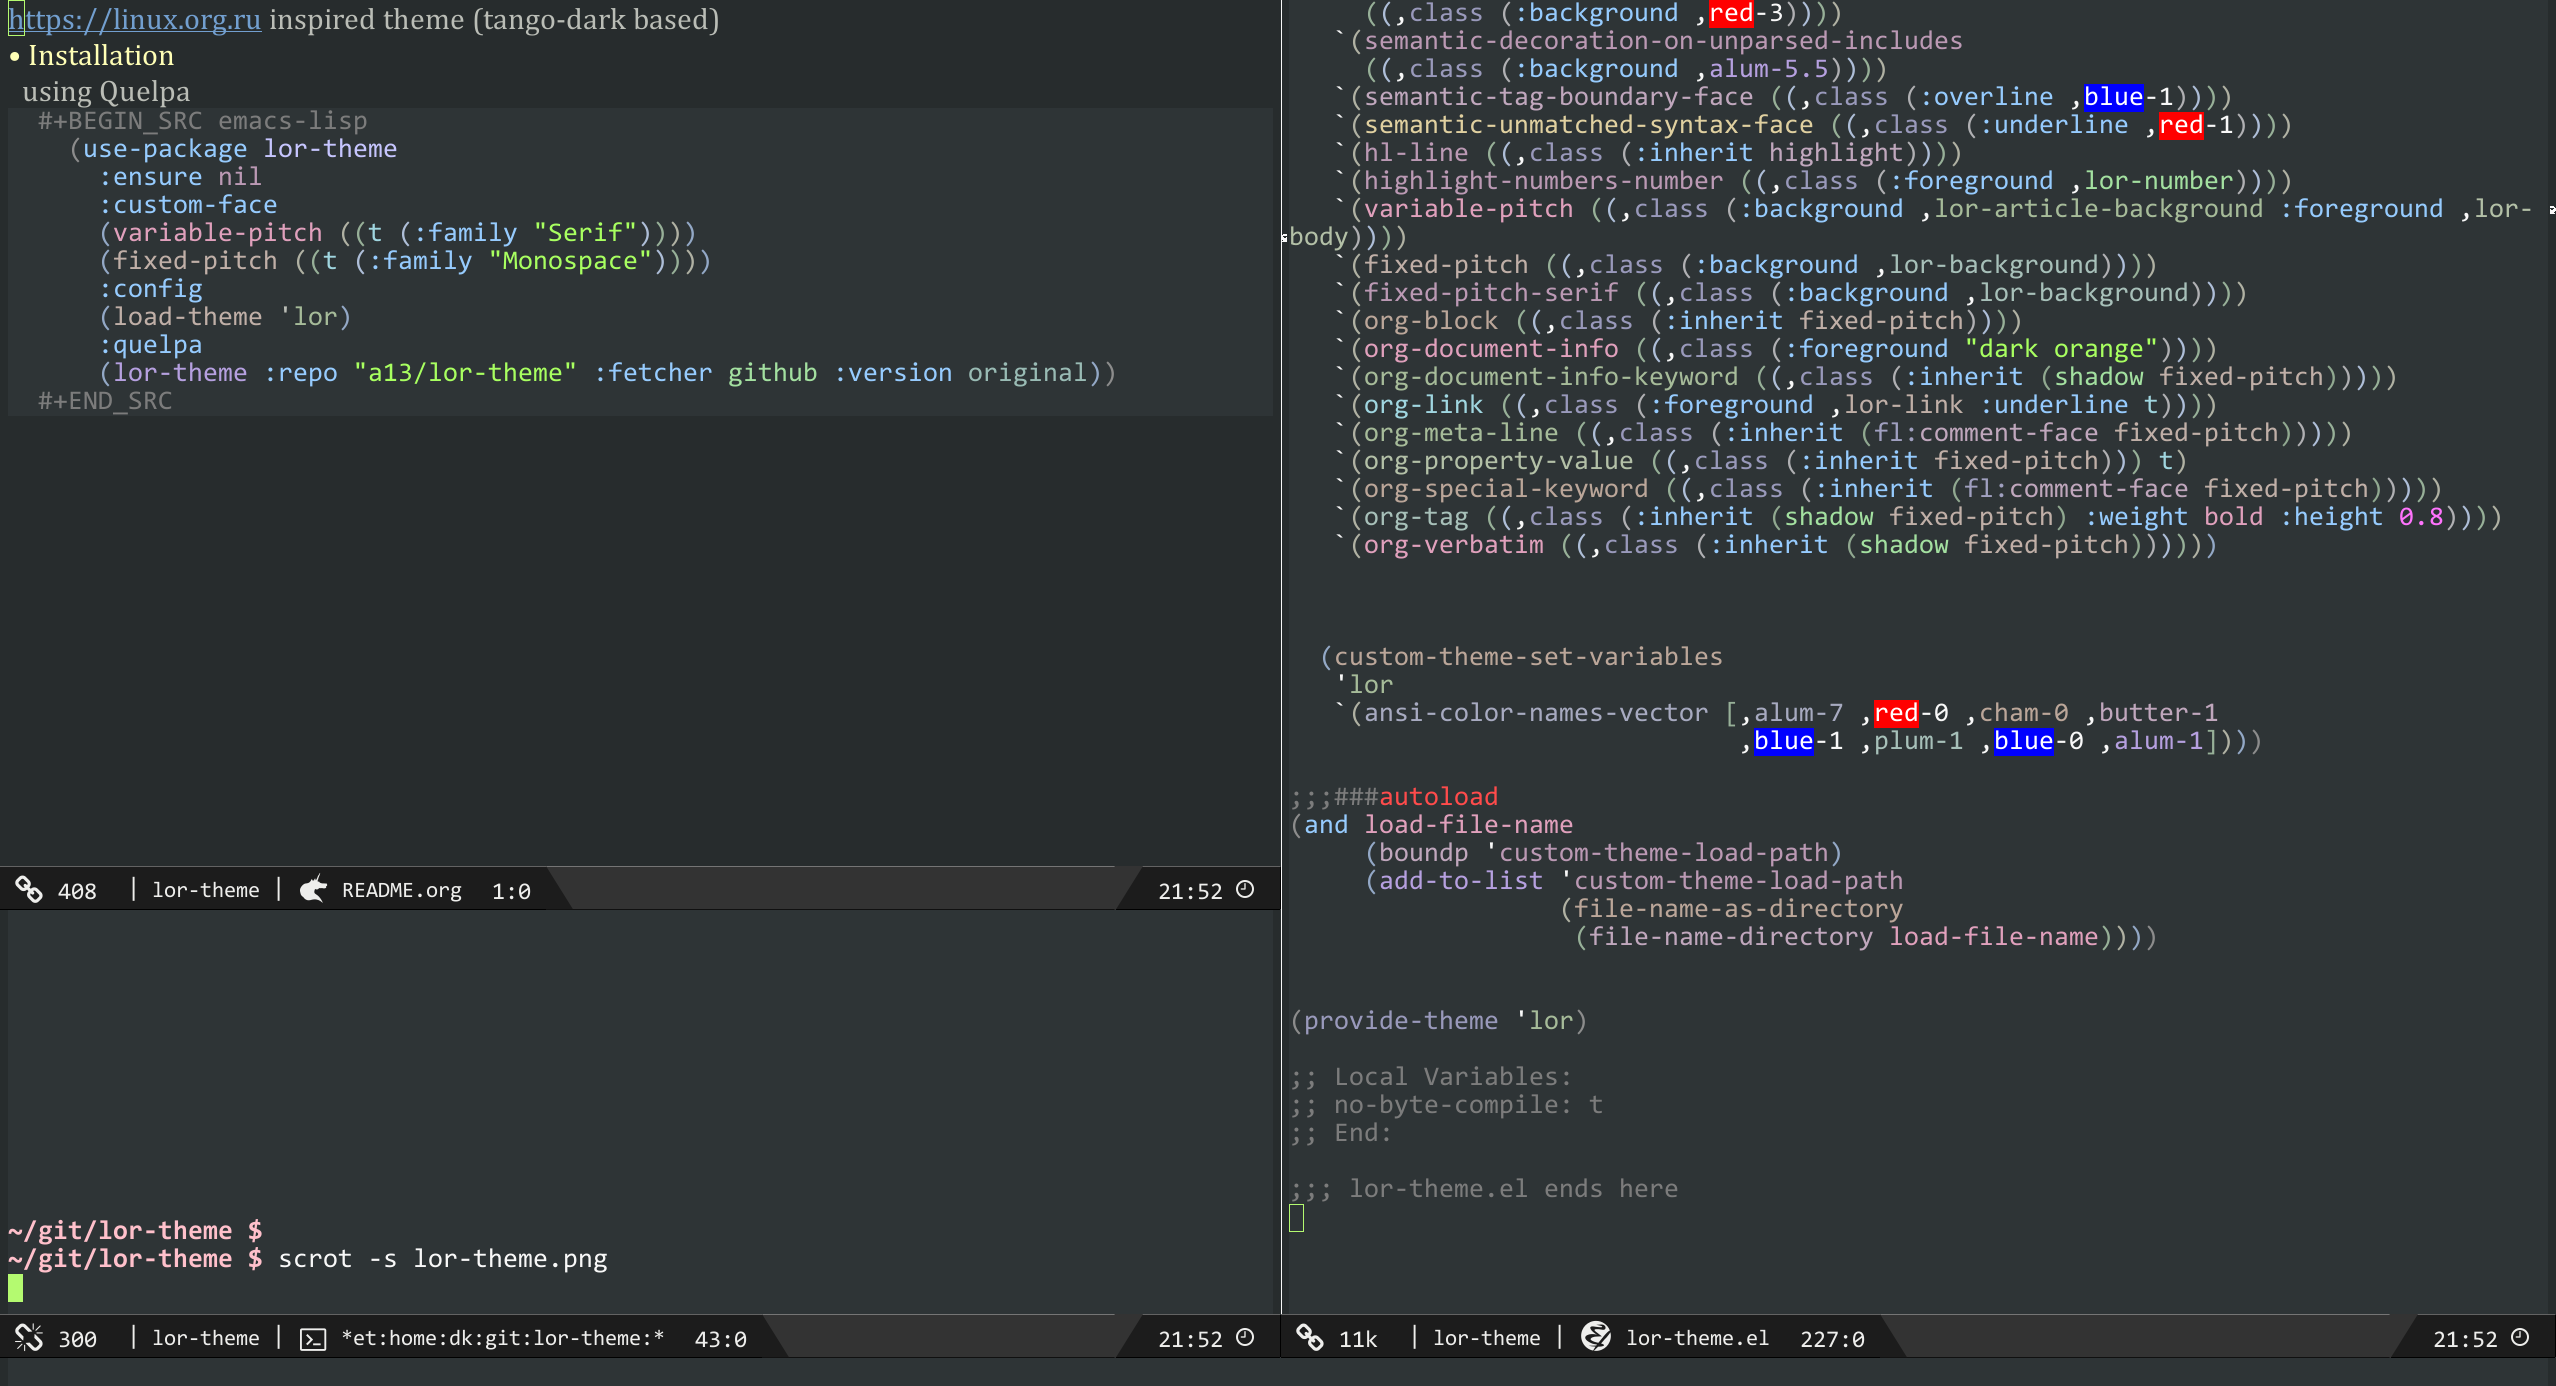 https://linux.org.ru inspired theme (tango-dark based)
• Installation
using Quelpa
#+BEGIN_SRC emacs-lisp
(use-package lor-theme
:ensure nil
:custom-face
(variable-pitch ((t (:family "Serif"))))
(fixed-pitch ((t (:family "Monospace"))))
:config
(load-theme 'lor)
:quelpa
(lor-theme :repo "a13/lor-theme" :fetcher github :version original))
#+END_SRC
408 | lor-theme | README.org 1:0 21:52
~/git/lor-theme $
~/git/lor-theme $ scrot -s lor-theme.png
300 | lor-theme | *et:home:dk:git:lor-theme:* 43:0 21:52
((,class (:background ,red-3))))
`(semantic-decoration-on-unparsed-includes
((,class (:background ,alum-5.5))))
`(semantic-tag-boundary-face ((,class (:overline ,blue-1))))
`(semantic-unmatched-syntax-face ((,class (:underline ,red-1))))
`(hl-line ((,class (:inherit highlight))))
`(highlight-numbers-number ((,class (:foreground ,lor-number))))
`(variable-pitch ((,class (:background ,lor-article-background :foreground ,lor-
body))))
`(fixed-pitch ((,class (:background ,lor-background))))
`(fixed-pitch-serif ((,class (:background ,lor-background))))
`(org-block ((,class (:inherit fixed-pitch))))
`(org-document-info ((,class (:foreground "dark orange"))))
`(org-document-info-keyword ((,class (:inherit (shadow fixed-pitch)))))
`(org-link ((,class (:foreground ,lor-link :underline t))))
`(org-meta-line ((,class (:inherit (fl:comment-face fixed-pitch)))))
`(org-property-value ((,class (:inherit fixed-pitch))) t)
`(org-special-keyword ((,class (:inherit (fl:comment-face fixed-pitch)))))
`(org-tag ((,class (:inherit (shadow fixed-pitch) :weight bold :height 0.8))))
`(org-verbatim ((,class (:inherit (shadow fixed-pitch))))))
(custom-theme-set-variables
'lor
`(ansi-color-names-vector [,alum-7 ,red-0 ,cham-0 ,butter-1
,blue-1 ,plum-1 ,blue-0 ,alum-1])))
;;;###autoload
(and load-file-name
(boundp 'custom-theme-load-path)
(add-to-list 'custom-theme-load-path
(file-name-as-directory
(file-name-directory load-file-name))))
(provide-theme 'lor)
;; Local Variables:
;; no-byte-compile: t
;; End:
;;; lor-theme.el ends here
11k | lor-theme | lor-theme.el 227:0 21:52